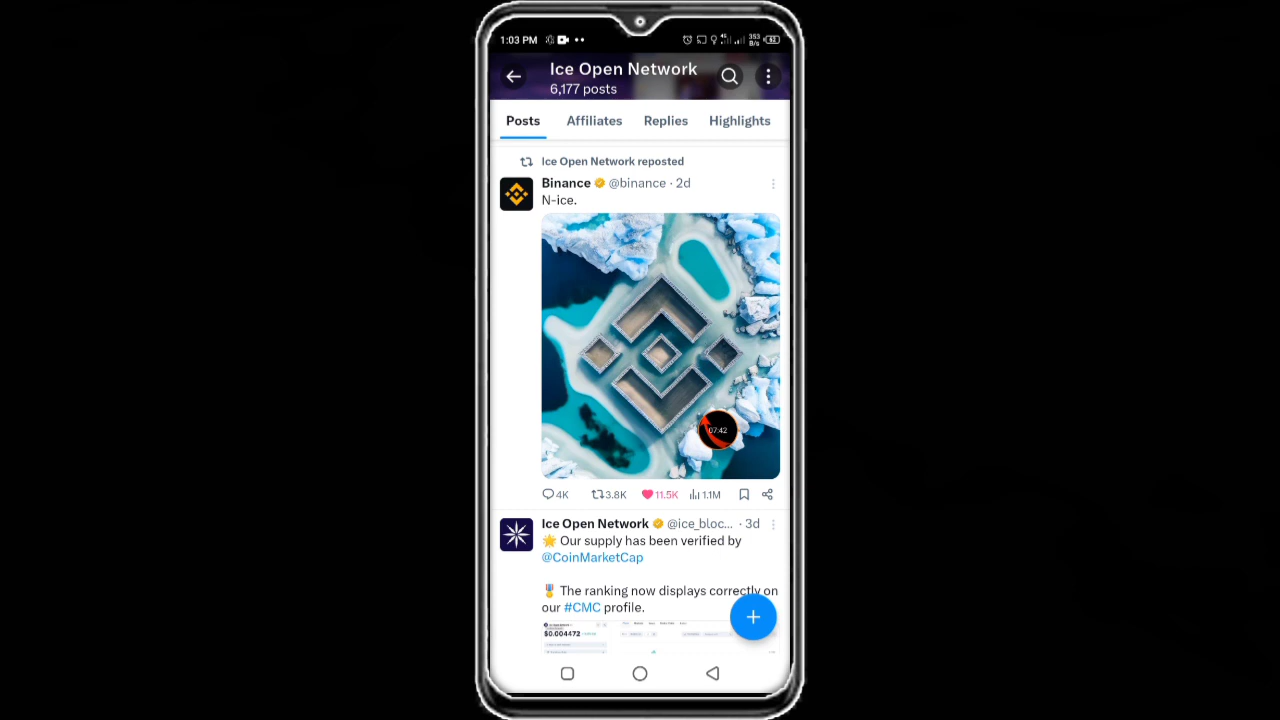 1:03 PM
353
B/s
62
Ice Open Network
6,177 posts
Posts Affiliates Replies Highlights
Ice Open Network reposted
Binance @binance · 2d
N-ice.
07:42
4K 3.8K 11.5K 1.1M
Ice Open Network @ice_bloc... · 3d
🌟 Our supply has been verified by
@CoinMarketCap
🎖️ The ranking now displays correctly on
our #CMC profile.
$0.004472